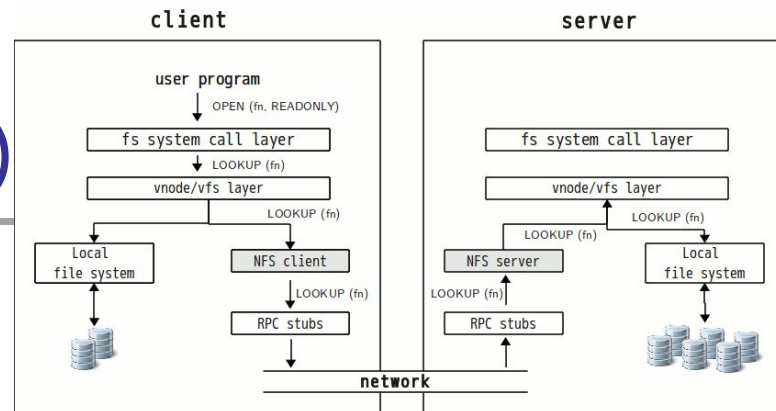 client
server
user program
OPEN (fn, READONLY)
fs system call layer
fs system call layer
LOOKUP (fn)
vnode/vfs layer
vnode/vfs layer
LOOKUP (fn)
LOOKUP (fn)
LOOKUP (fn)
Local
file system
NFS client
NFS server
Local
file system
LOOKUP (fn)
LOOKUP (fn)
RPC stubs
RPC stubs
network